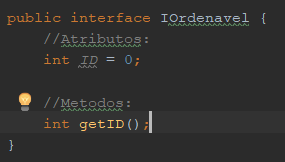 public interface IOrdenavel {
//Atributos:
int ID = 0;
//Metodos:
int getID();
}